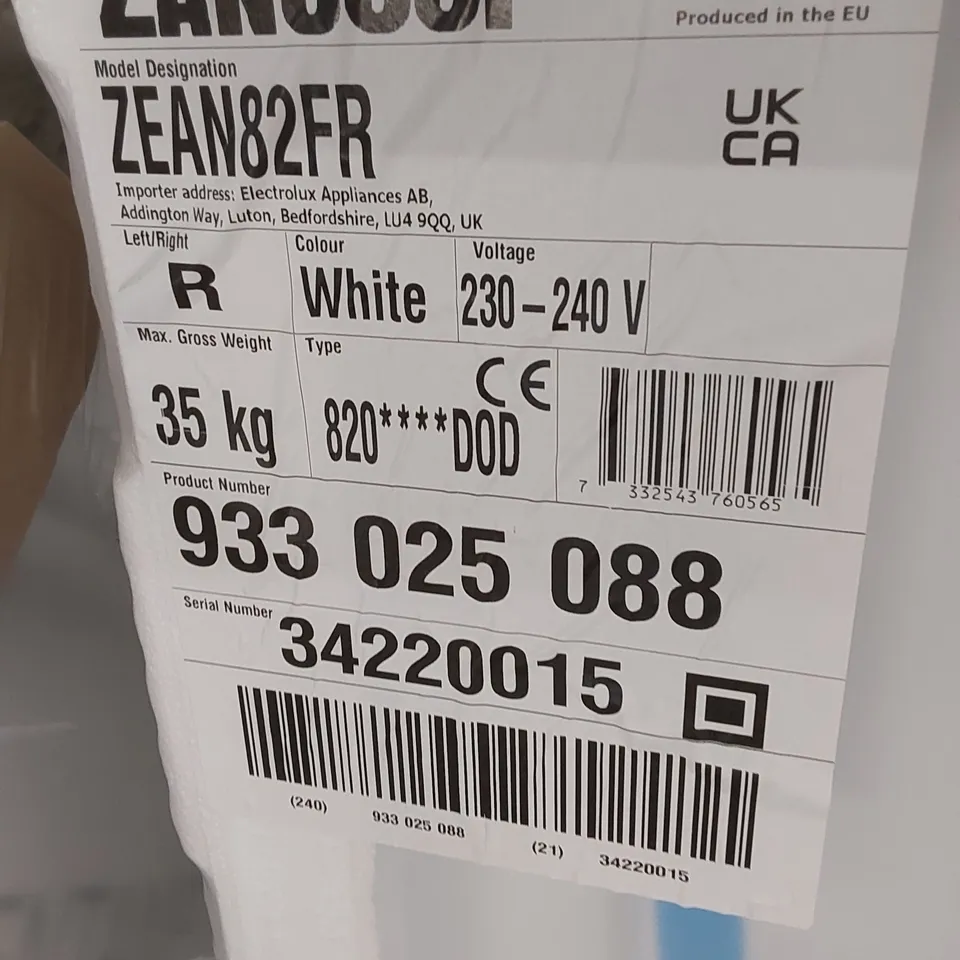 Produced in the EU
Model Designation
ZEAN82FR
UK
CA
Importer address: Electrolux Appliances AB,
Addington Way, Luton, Bedfordshire, LU4 9QQ, UK
Left/Right
R
Colour
White
Voltage
230-240 V
Max. Gross Weight
35 kg
Type
820****DOD
CE
7 332543 760565
Product Number
933 025 088
Serial Number
34220015
(240) 933 025 088 (21) 34220015